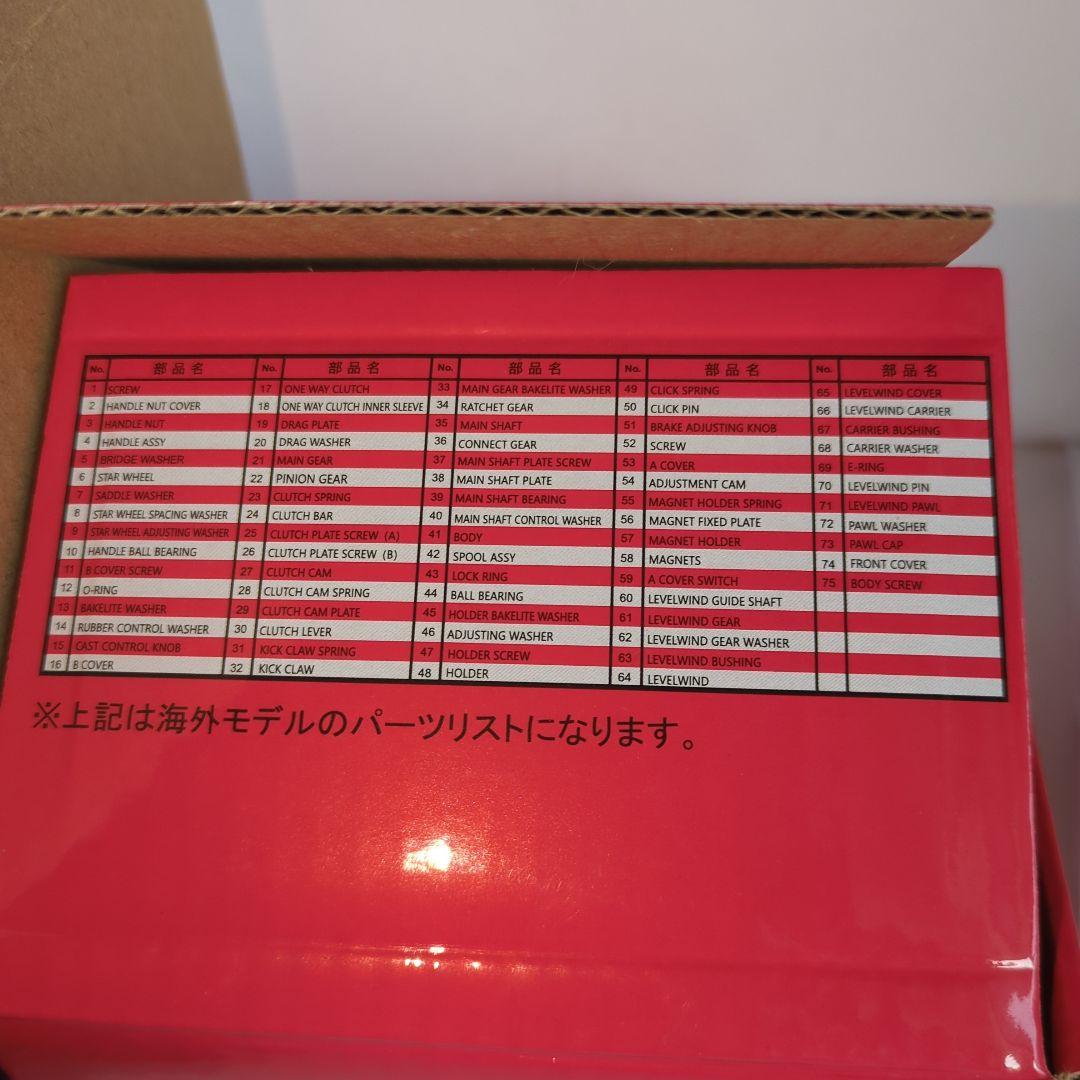 No. 部品名 No. 部品名 No. 部品名 No. 部品名 No. 部品名
1 SCREW 17 ONE WAY CLUTCH 33 MAIN GEAR BAKELITE WASHER 49 CLICK SPRING 65 LEVELWIND COVER
2 HANDLE NUT COVER 18 ONE WAY CLUTCH INNER SLEEVE 34 RATCHET GEAR 50 CLICK PIN 66 LEVELWIND CARRIER
3 HANDLE NUT 19 DRAG PLATE 35 MAIN SHAFT 51 BRAKE ADJUSTING KNOB 67 CARRIER BUSHING
4 HANDLE ASSY 20 DRAG WASHER 36 CONNECT GEAR 52 SCREW 68 CARRIER WASHER
5 BRIDGE WASHER 21 MAIN GEAR 37 MAIN SHAFT PLATE SCREW 53 A COVER 69 E-RING
6 STAR WHEEL 22 PINION GEAR 38 MAIN SHAFT PLATE 54 ADJUSTMENT CAM 70 LEVELWIND PIN
7 SADDLE WASHER 23 CLUTCH SPRING 39 MAIN SHAFT BEARING 55 MAGNET HOLDER SPRING 71 LEVELWIND PAWL
8 STAR WHEEL SPACING WASHER 24 CLUTCH BAR 40 MAIN SHAFT CONTROL WASHER 56 MAGNET FIXED PLATE 72 PAWL WASHER
9 STAR WHEEL ADJUSTING WASHER 25 CLUTCH PLATE SCREW (A) 41 BODY 57 MAGNET HOLDER 73 PAWL CAP
10 HANDLE BALL BEARING 26 CLUTCH PLATE SCREW (B) 42 SPOOL ASSY 58 MAGNETS 74 FRONT COVER
11 B COVER SCREW 27 CLUTCH CAM 43 LOCK RING 59 A COVER SWITCH 75 BODY SCREW
12 O-RING 28 CLUTCH CAM SPRING 44 BALL BEARING 60 LEVELWIND GUIDE SHAFT
13 BAKELITE WASHER 29 CLUTCH CAM PLATE 45 HOLDER BAKELITE WASHER 61 LEVELWIND GEAR
14 RUBBER CONTROL WASHER 30 CLUTCH LEVER 46 ADJUSTING WASHER 62 LEVELWIND GEAR WASHER
15 CAST CONTROL KNOB 31 KICK CLAW SPRING 47 HOLDER SCREW 63 LEVELWIND BUSHING
16 B COVER 32 KICK CLAW 48 HOLDER 64 LEVELWIND
※上記は海外モデルのパーツリストになります。